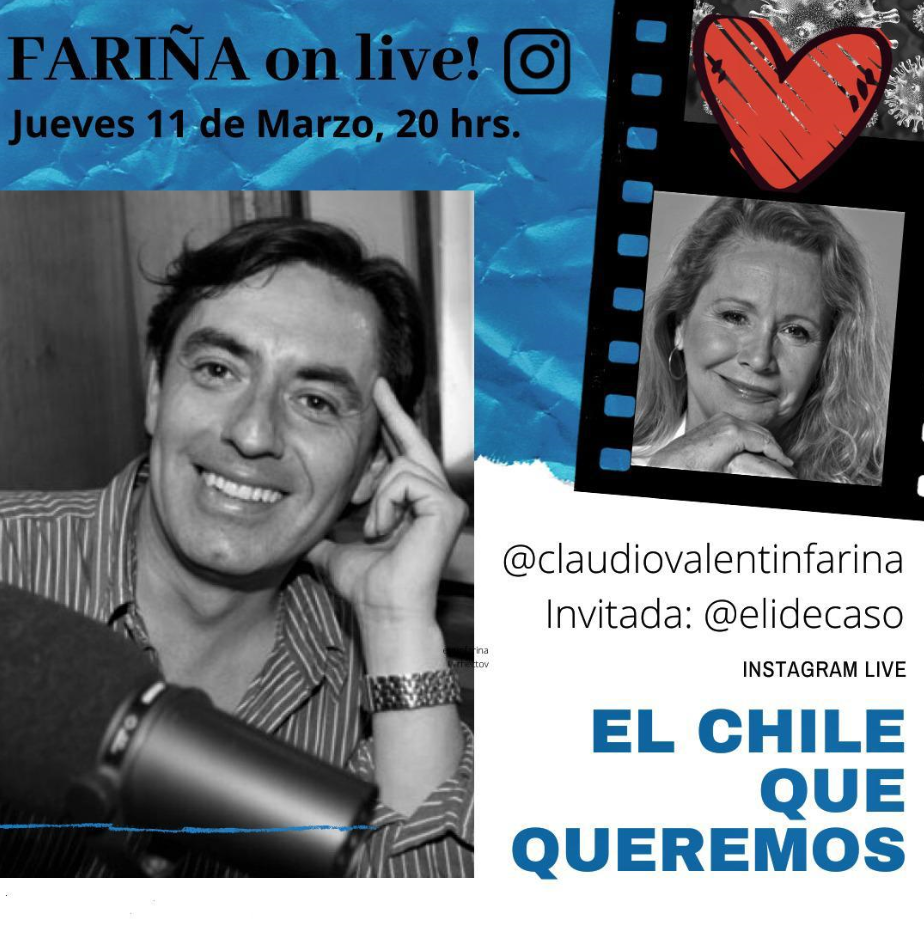 FARIÑA on live!
Jueves 11 de Marzo, 20 hrs.
@claudiovalentinfarina
Invitada: @elidecaso
INSTAGRAM LIVE
EL CHILE
QUE
QUEREMOS